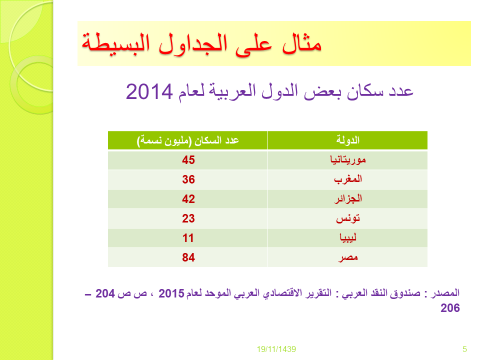 مثال على الجداول البسيطة
عدد سكان بعض الدول العربية لعام 2014
الدولة عدد السكان (مليون نسمة)
موريتانيا 45
المغرب 36
الجزائر 42
تونس 23
ليبيا 11
مصر 84
المصدر : صندوق النقد العربي : التقرير الاقتصادي العربي الموحد لعام 2015 ، ص ص 204 –
206
19/11/1439 5